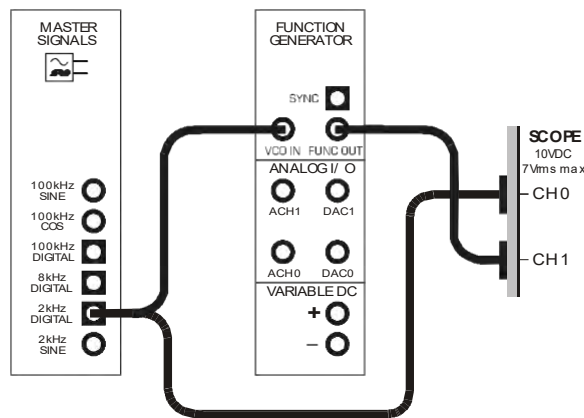 MASTER
SIGNALS
100kHz
SINE
100kHz
COS
100kHz
DIGITAL
8kHz
DIGITAL
2kHz
DIGITAL
2kHz
SINE
FUNCTION
GENERATOR
SYNC
VCO IN FUNC OUT
ANALOG I/ O
ACH1 DAC1
ACH0 DAC0
VARIABLE DC
+
−
SCOPE
10VDC
7Vrms max
CH0
CH1